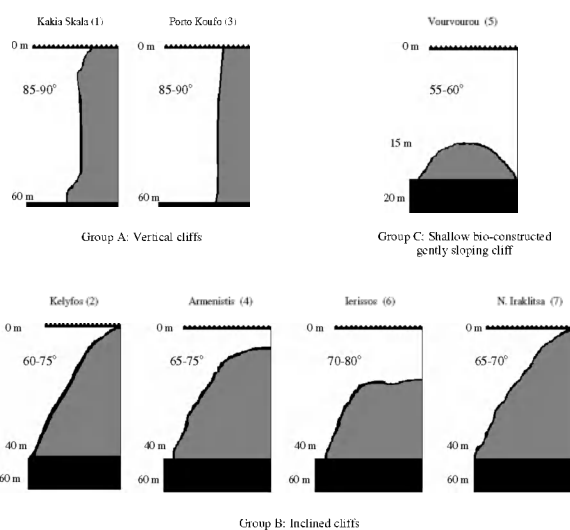 Kakia Skala (1)
Porto Koufo (3)
Vourvourou (5)
0 m
0 m
0 m
85-90°
85-90°
55-60°
15 m
60 m
60 m
20 m
Group A: Vertical cliffs
Group C: Shallow bio-constructed
gently sloping cliff
Kelyfos (2)
Armenistis (4)
Ierissos (6)
N. Iraklitsa (7)
0 m
0 m
0 m
0 m
60-75°
65-75°
70-80°
65-70°
40 m
40 m
40 m
40 m
60 m
60 m
60 m
60 m
Group B: Inclined cliffs